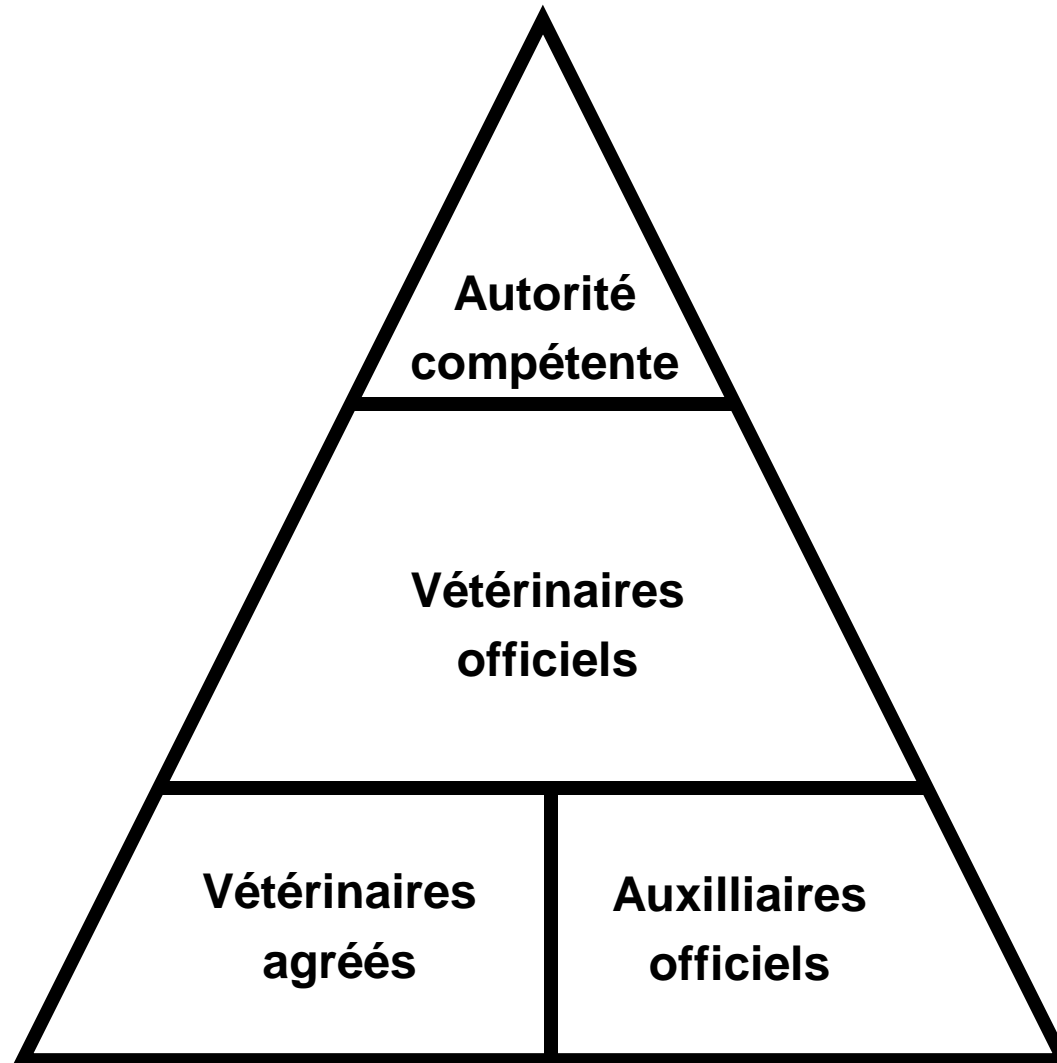 Autorité
compétente
Vétérinaires
officiels
Vétérinaires
agréés
Auxilliaires
officiels